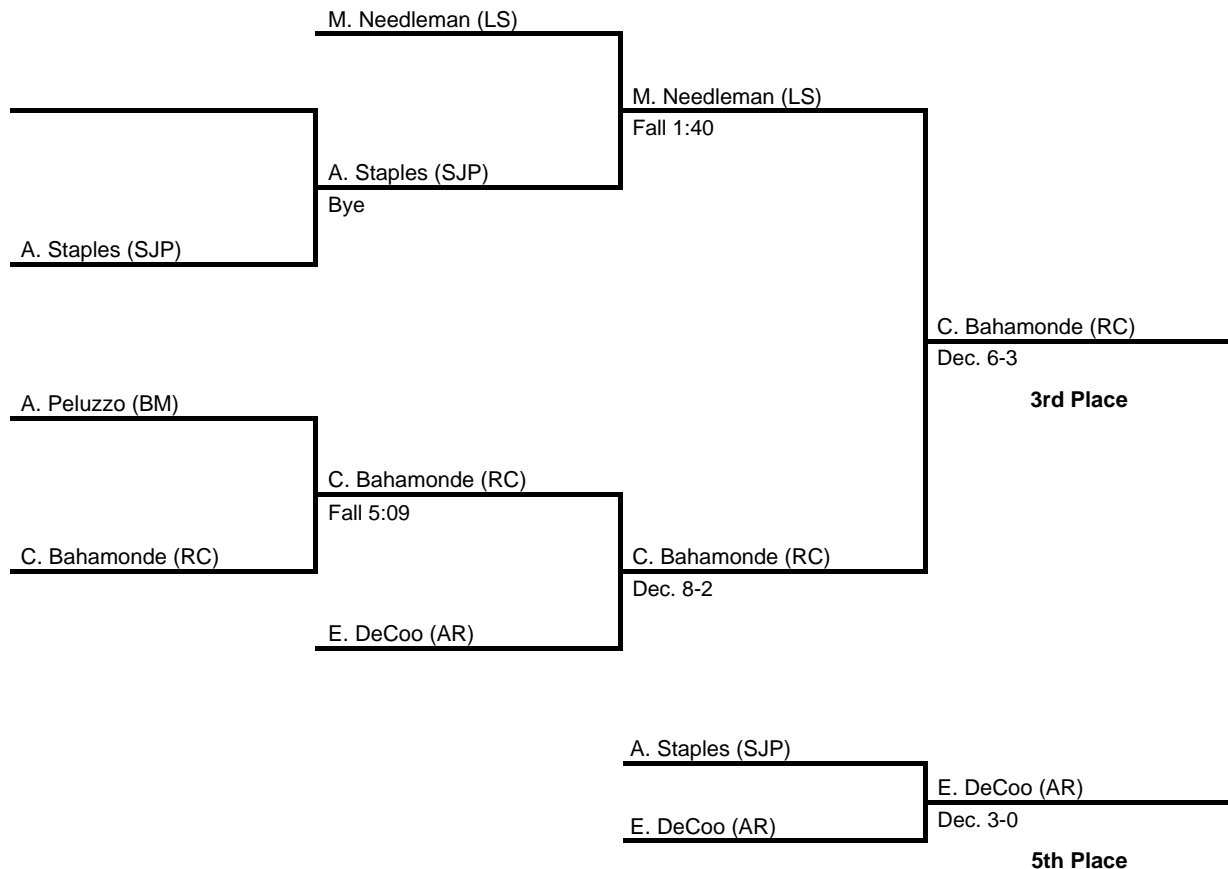 M. Needleman (LS)
M. Needleman (LS)
Fall 1:40
A. Staples (SJP)
Bye
A. Staples (SJP)
C. Bahamonde (RC)
Dec. 6-3
3rd Place
A. Peluzzo (BM)
C. Bahamonde (RC)
Fall 5:09
C. Bahamonde (RC)
C. Bahamonde (RC)
Dec. 8-2
E. DeCoo (AR)
A. Staples (SJP)
E. DeCoo (AR)
Dec. 3-0
E. DeCoo (AR)
5th Place